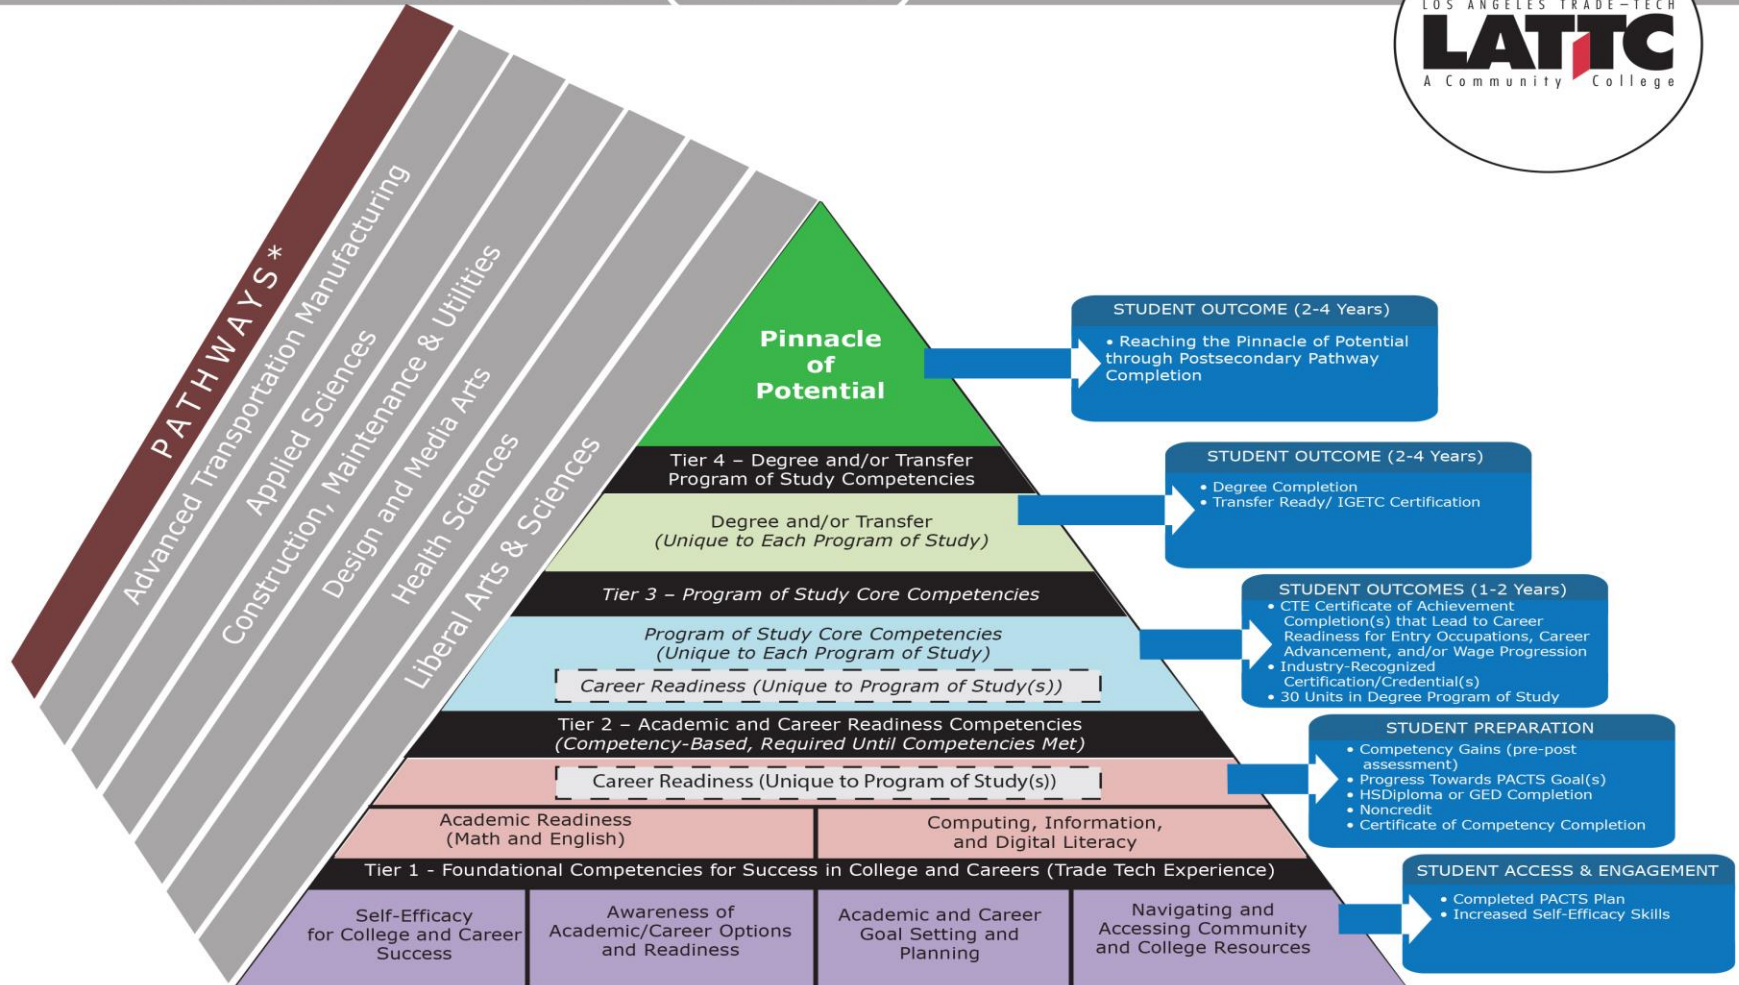 LOS ANGELES TRADE–TECH
LATTC
A Community College
PATHWAYS*
Advanced Transportation Manufacturing
Applied Sciences
Construction, Maintenance & Utilities
Design and Media Arts
Health Sciences
Liberal Arts & Sciences
Pinnacle
of
Potential
STUDENT OUTCOME (2-4 Years)
• Reaching the Pinnacle of Potential
through Postsecondary Pathway
Completion
Tier 4 – Degree and/or Transfer
Program of Study Competencies
Degree and/or Transfer
(Unique to Each Program of Study)
STUDENT OUTCOME (2-4 Years)
• Degree Completion
• Transfer Ready/ IGETC Certification
Tier 3 – Program of Study Core Competencies
Program of Study Core Competencies
(Unique to Each Program of Study)
Career Readiness (Unique to Program of Study(s))
STUDENT OUTCOMES (1-2 Years)
• CTE Certificate of Achievement
Completion(s) that Lead to Career
Readiness for Entry Occupations, Career
Advancement, and/or Wage Progression
• Industry-Recognized
Certification/Credential(s)
• 30 Units in Degree Program of Study
Tier 2 – Academic and Career Readiness Competencies
(Competency-Based, Required Until Competencies Met)
Career Readiness (Unique to Program of Study(s))
Academic Readiness
(Math and English)
Computing, Information,
and Digital Literacy
STUDENT PREPARATION
• Competency Gains (pre-post
assessment)
• Progress Towards PACTS Goal(s)
• HSDiploma or GED Completion
• Noncredit
• Certificate of Competency Completion
Tier 1 - Foundational Competencies for Success in College and Careers (Trade Tech Experience)
Self-Efficacy
for College and Career
Success
Awareness of
Academic/Career Options
and Readiness
Academic and Career
Goal Setting and
Planning
Navigating and
Accessing Community
and College Resources
STUDENT ACCESS & ENGAGEMENT
• Completed PACTS Plan
• Increased Self-Efficacy Skills